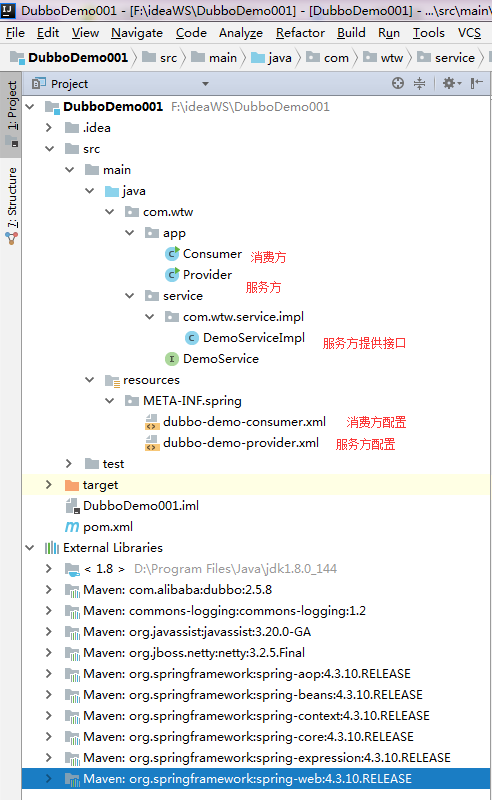 DubboDemo001 - [F:\ideaWS\DubboDemo001] - [DubboDemo001] - ...\src\main\
File Edit View Navigate Code Analyze Refactor Build Run Tools VCS
DubboDemo001 src main java com wtw service
1: Project
7: Structure
Project
DubboDemo001 F:\ideaWS\DubboDemo001
.idea
src
main
java
com.wtw
app
Consumer 消费方
Provider 服务方
service
com.wtw.service.impl
DemoServiceImpl 服务方提供接口
DemoService
resources
META-INF.spring
dubbo-demo-consumer.xml 消费方配置
dubbo-demo-provider.xml 服务方配置
test
target
DubboDemo001.iml
pom.xml
External Libraries
< 1.8 > D:\Program Files\Java\jdk1.8.0_144
Maven: com.alibaba:dubbo:2.5.8
Maven: commons-logging:commons-logging:1.2
Maven: org.javassist:javassist:3.20.0-GA
Maven: org.jboss.netty:netty:3.2.5.Final
Maven: org.springframework:spring-aop:4.3.10.RELEASE
Maven: org.springframework:spring-beans:4.3.10.RELEASE
Maven: org.springframework:spring-context:4.3.10.RELEASE
Maven: org.springframework:spring-core:4.3.10.RELEASE
Maven: org.springframework:spring-expression:4.3.10.RELEASE
Maven: org.springframework:spring-web:4.3.10.RELEASE